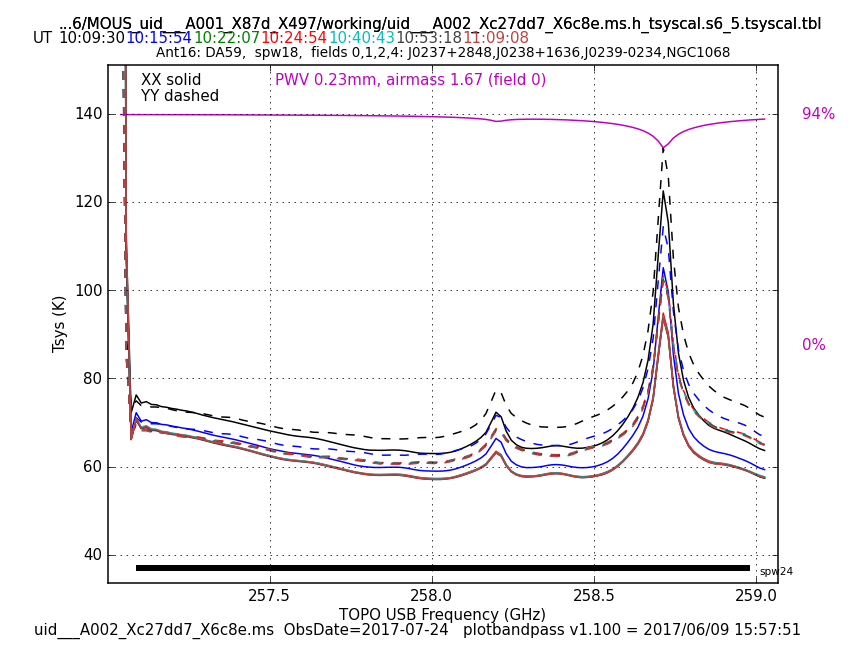 ...6/MOUS_uid___A001_X87d_X497/working/uid___A002_Xc27dd7_X6c8e.ms.h_tsyscal.s6_5.tsyscal.tbl
UT 10:09:30 10:15:54 10:22:07 10:24:54 10:40:43 10:53:18 11:09:08
Ant16: DA59,  spw18,  fields 0,1,2,4: J0237+2848,J0238+1636,J0239-0234,NGC1068
XX solid
PWV 0.23mm, airmass 1.67 (field 0)
YY dashed
140
94%
120
100
Tsys (K)
0%
80
60
40
spw24
257.5
258.0
258.5
259.0
TOPO USB Frequency (GHz)
uid___A002_Xc27dd7_X6c8e.ms  ObsDate=2017-07-24   plotbandpass v1.100 = 2017/06/09 15:57:51